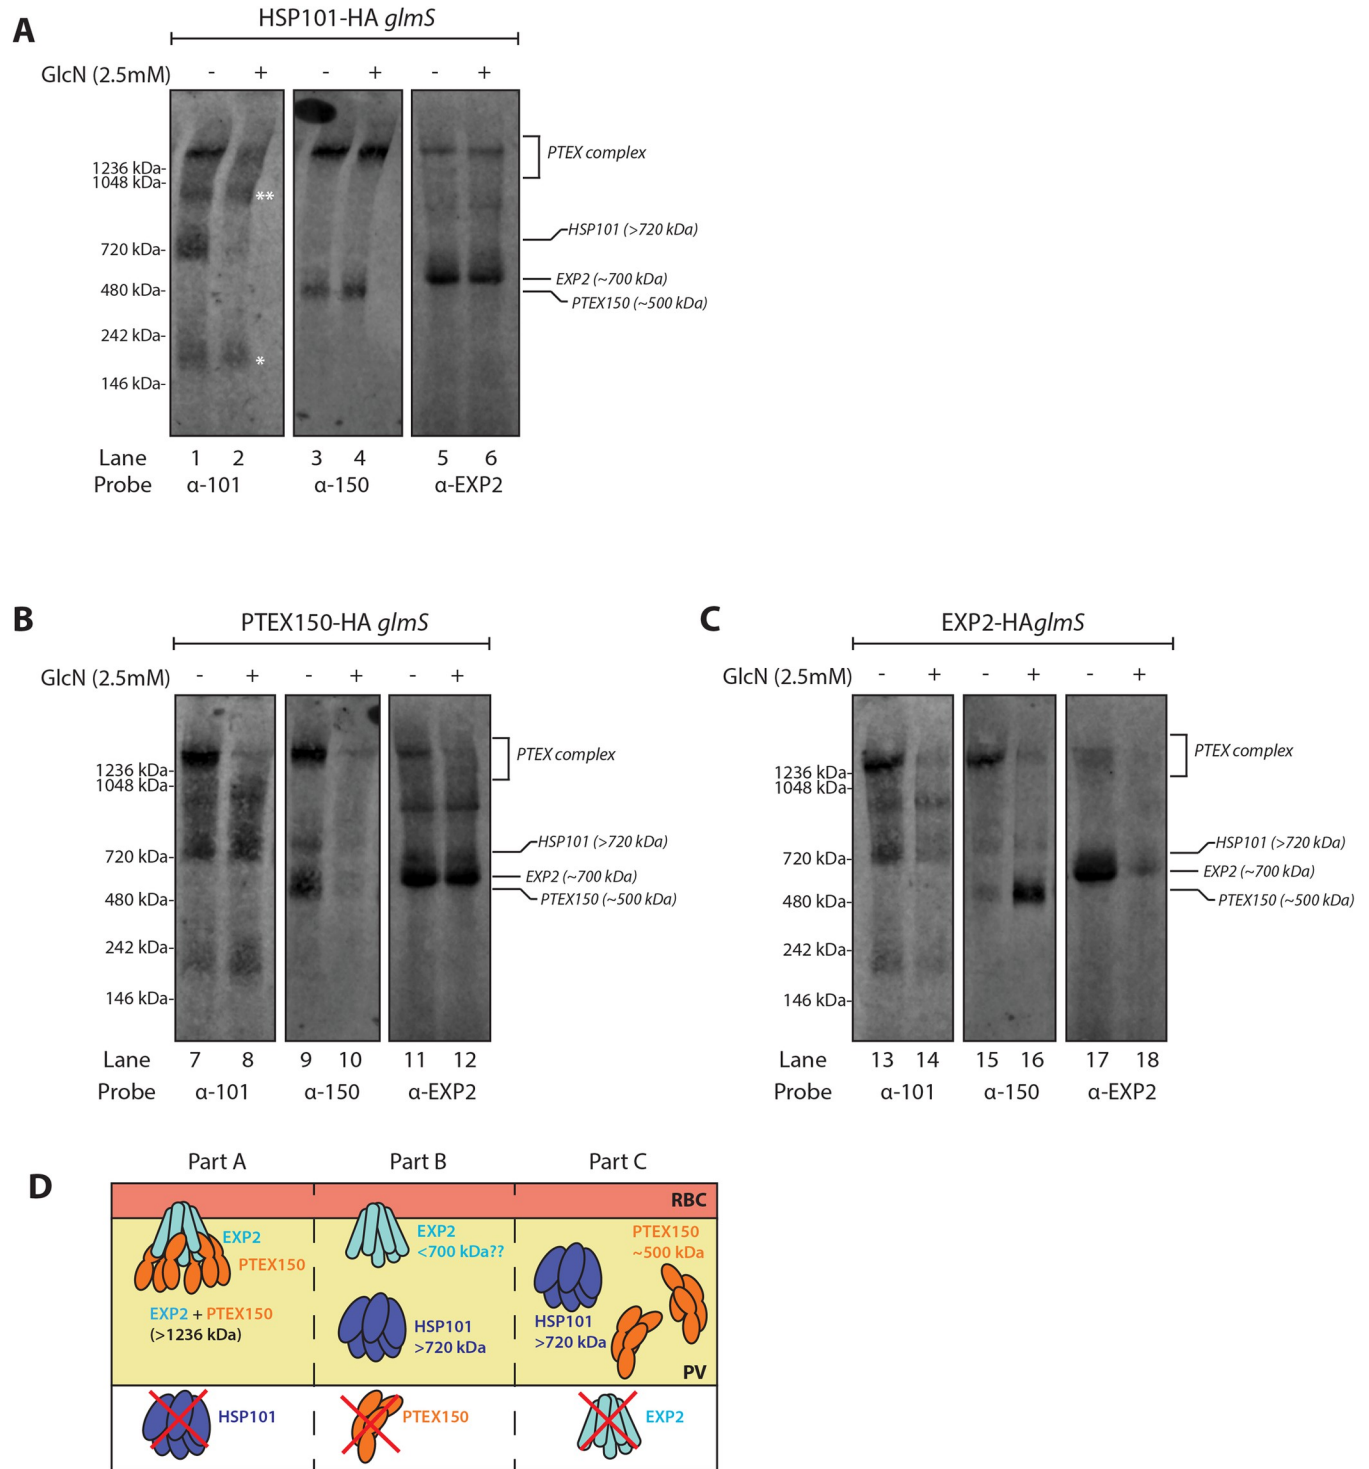 A
HSP101-HA glmS
GlcN (2.5mM) - + - + - +
1236 kDa-
1048 kDa-
720 kDa-
480 kDa-
242 kDa-
146 kDa-
**
*
PTEX complex
HSP101 (>720 kDa)
EXP2 (~700 kDa)
PTEX150 (~500 kDa)
Lane 1 2 3 4 5 6
Probe α-101 α-150 α-EXP2
B
PTEX150-HA glmS
GlcN (2.5mM) - + - + - +
1236 kDa-
1048 kDa-
720 kDa-
480 kDa-
242 kDa-
146 kDa-
PTEX complex
HSP101 (>720 kDa)
EXP2 (~700 kDa)
PTEX150 (~500 kDa)
Lane 7 8 9 10 11 12
Probe α-101 α-150 α-EXP2
C
EXP2-HAglmS
GlcN (2.5mM) - + - + - +
1236 kDa-
1048 kDa-
720 kDa-
480 kDa-
242 kDa-
146 kDa-
PTEX complex
HSP101 (>720 kDa)
EXP2 (~700 kDa)
PTEX150 (~500 kDa)
Lane 13 14 15 16 17 18
Probe α-101 α-150 α-EXP2
D
Part A Part B Part C
RBC
EXP2
PTEX150
EXP2 + PTEX150
(>1236 kDa)
HSP101
EXP2
<700 kDa??
HSP101
>720 kDa
PTEX150
PTEX150
~500 kDa
HSP101
>720 kDa
PV
EXP2